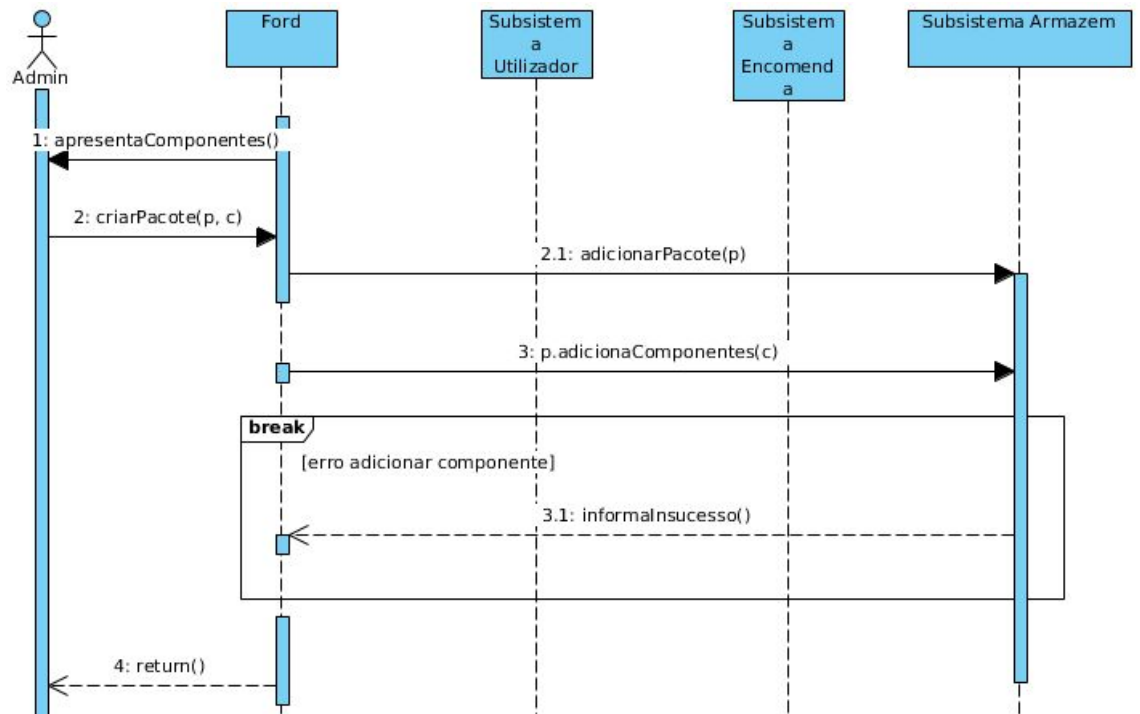 Ford
Subsistem
a
Utilizador
Subsistem
a
Encomend
a
Subsistema Armazem
Admin
1: apresentaComponentes()
2: criarPacote(p, c)
2.1: adicionarPacote(p)
3: p.adicionaComponentes(c)
break
[erro adicionar componente]
3.1: informaInsucesso()
4: return()